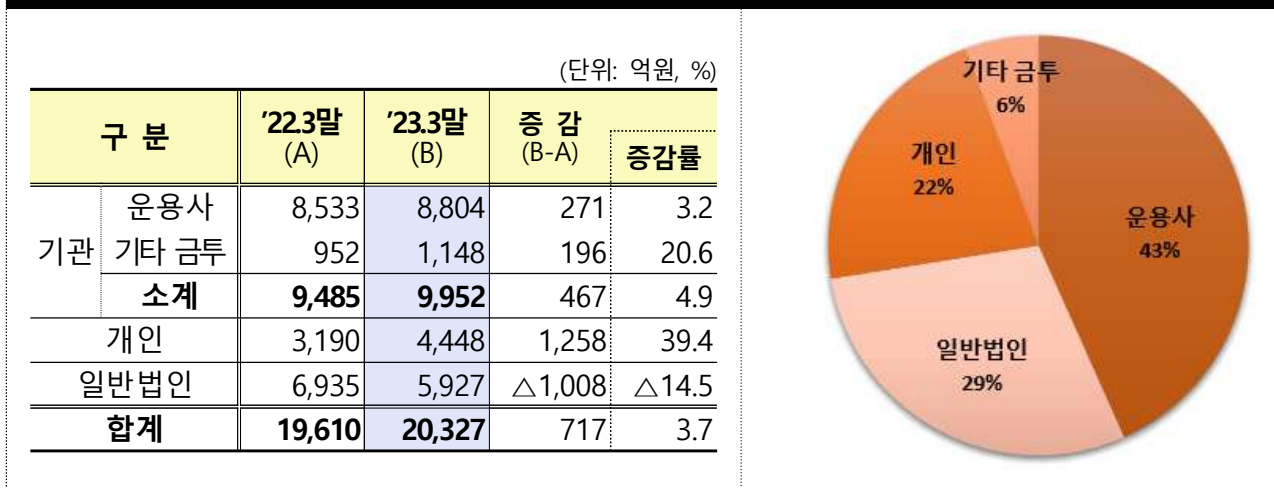 (단위: 억원, %)
구 분 ’22.3말 (A) ’23.3말 (B) 증 감 (B-A) 증감률
기관 운용사 8,533 8,804 271 3.2
기타 금투 952 1,148 196 20.6
소계 9,485 9,952 467 4.9
개인 3,190 4,448 1,258 39.4
일반법인 6,935 5,927 △1,008 △14.5
합계 19,610 20,327 717 3.7
기타 금투
6%
개인
22%
운용사
43%
일반법인
29%